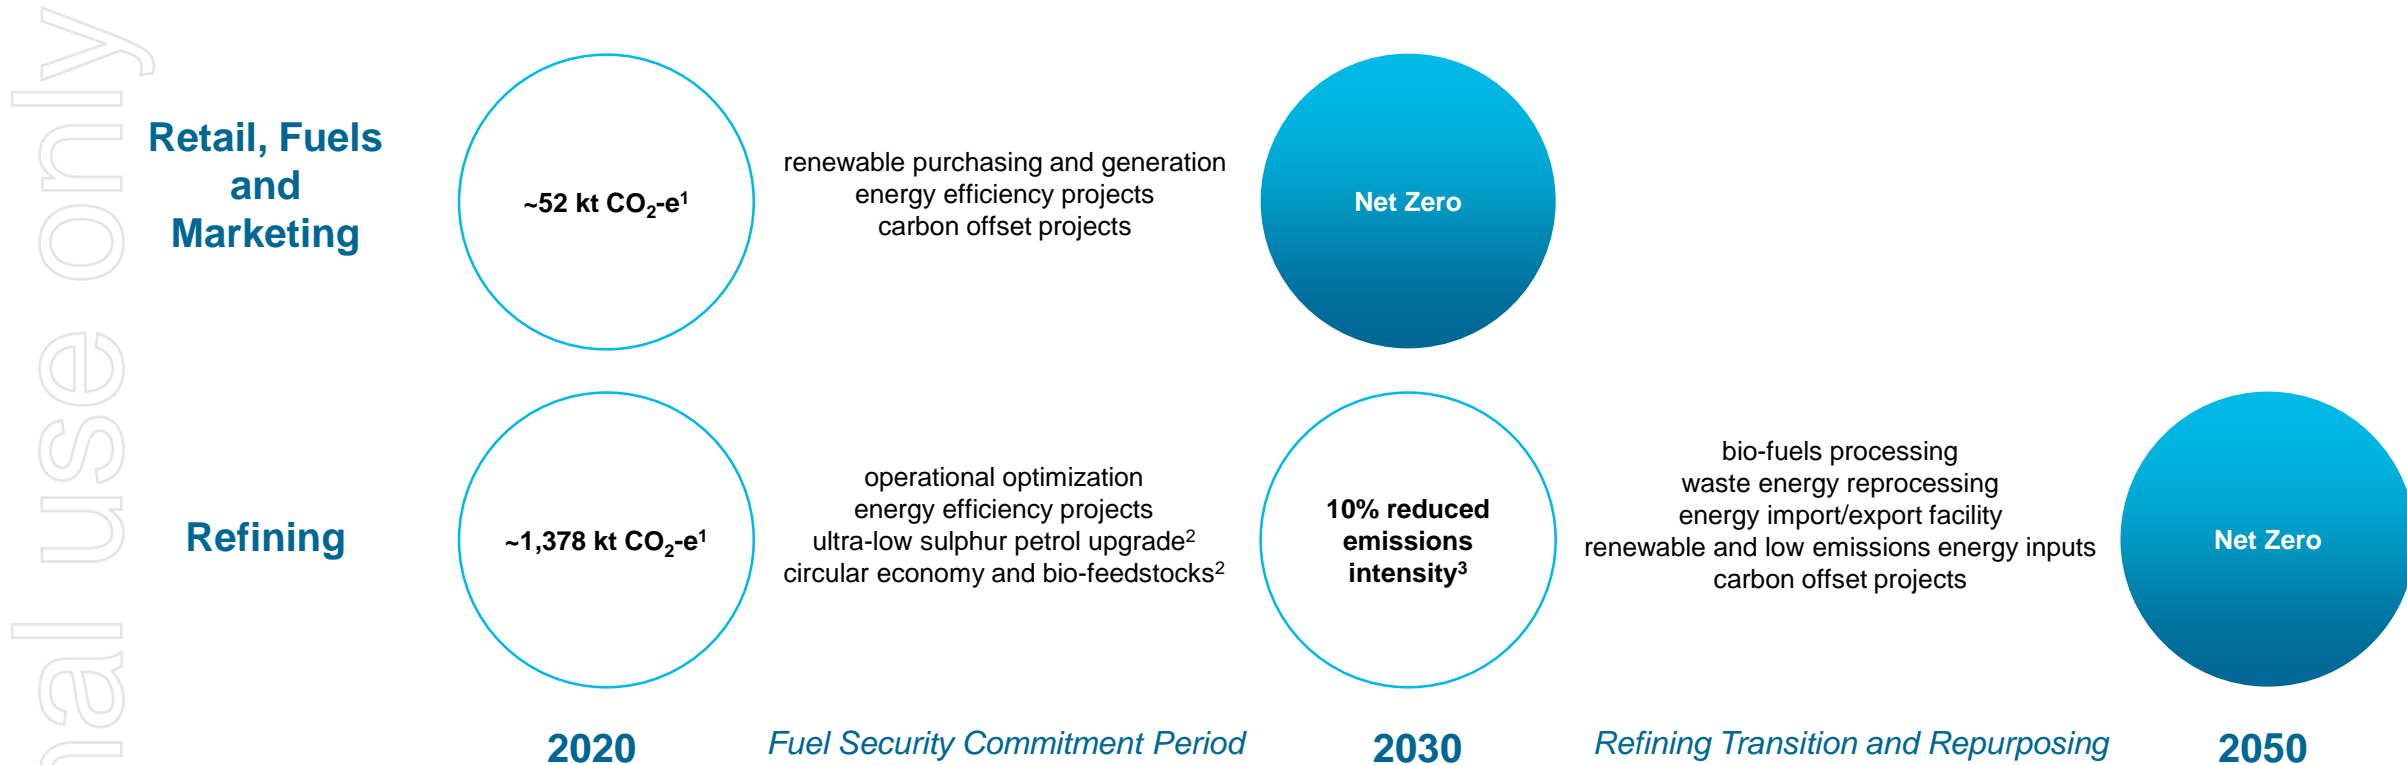 nal use only
Retail, Fuels
and
Marketing
~52 kt CO₂-e¹
renewable purchasing and generation
energy efficiency projects
carbon offset projects
Net Zero
Refining
~1,378 kt CO₂-e¹
operational optimization
energy efficiency projects
ultra-low sulphur petrol upgrade²
circular economy and bio-feedstocks²
10% reduced
emissions
intensity³
bio-fuels processing
waste energy reprocessing
energy import/export facility
renewable and low emissions energy inputs
carbon offset projects
Net Zero
2020
Fuel Security Commitment Period
2030
Refining Transition and Repurposing
2050